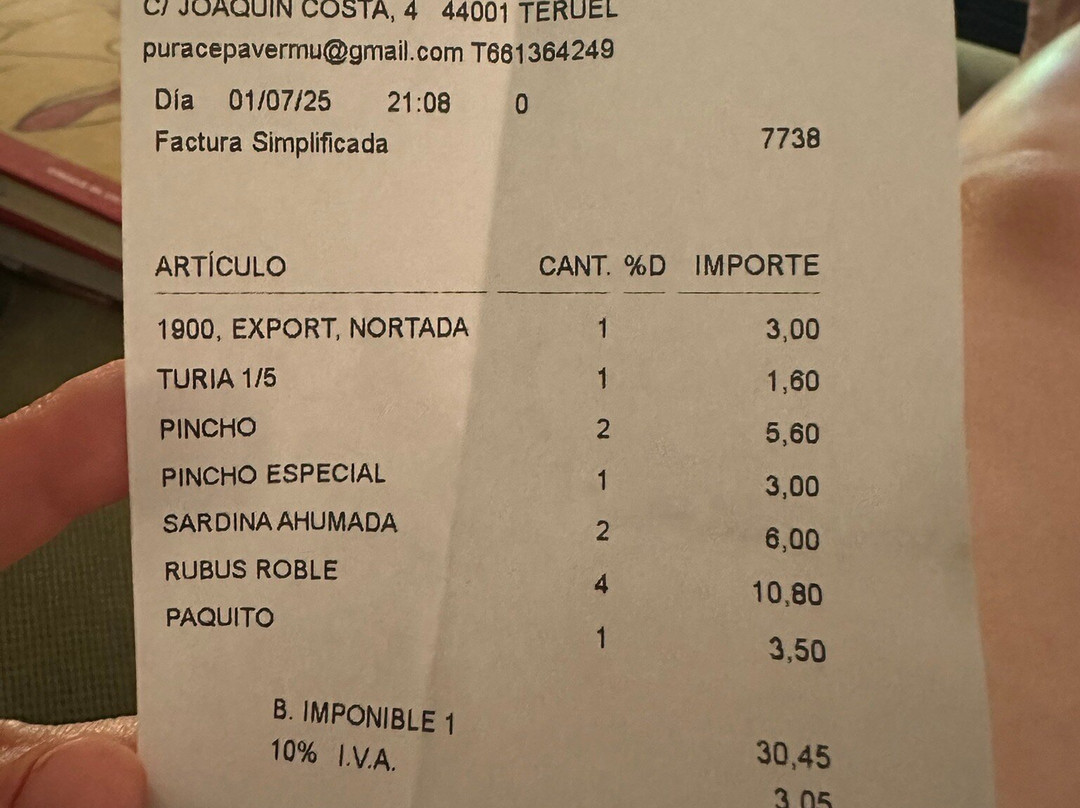 C/ JOAQUIN COSTA, 4 44001 TERUEL
puracepavermu@gmail.com T661364249
Día 01/07/25 21:08 0
Factura Simplificada 7738
ARTÍCULO CANT. %D IMPORTE
1900, EXPORT, NORTADA 1 3,00
TURIA 1/5 1 1,60
PINCHO 2 5,60
PINCHO ESPECIAL 1 3,00
SARDINA AHUMADA 2 6,00
RUBUS ROBLE 4 10,80
PAQUITO 1 3,50
B. IMPONIBLE 1 30,45
10% I.V.A. 3,05